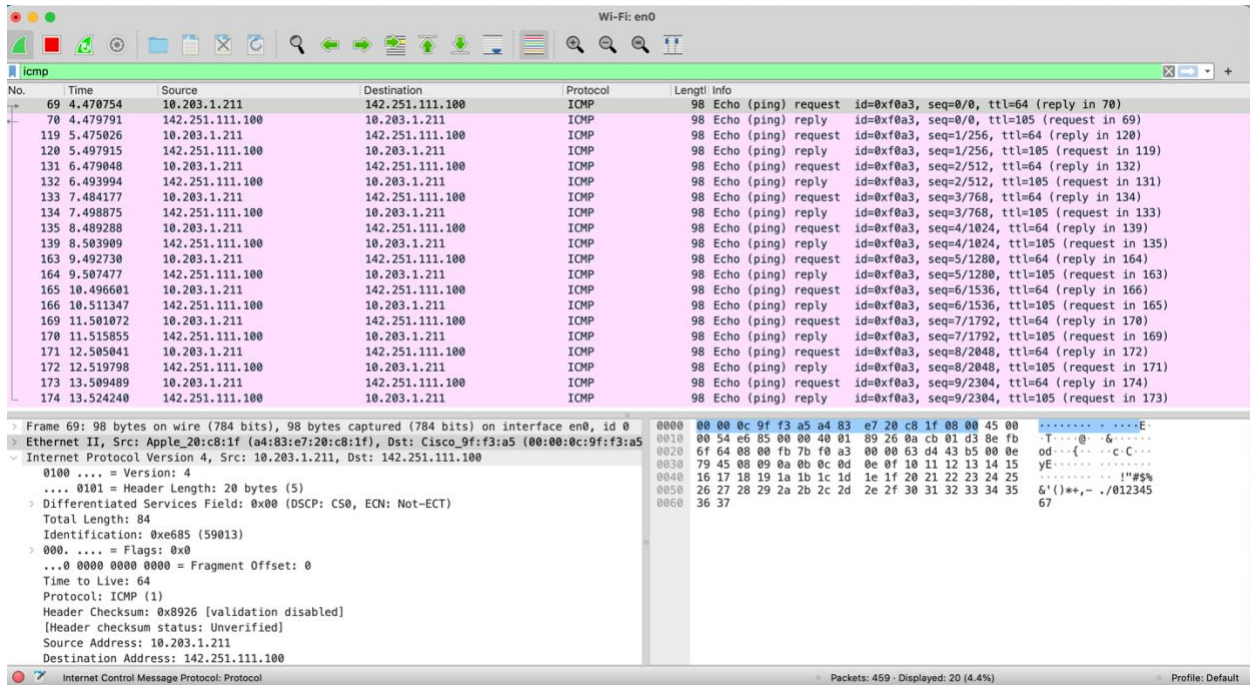 Wi-Fi: en0
icmp
No. Time Source Destination Protocol Lengtl Info
69 4.470754 10.203.1.211 142.251.111.100 ICMP 98 Echo (ping) request id=0xf0a3, seq=0/0, ttl=64 (reply in 70)
70 4.479791 142.251.111.100 10.203.1.211 ICMP 98 Echo (ping) reply id=0xf0a3, seq=0/0, ttl=105 (request in 69)
119 5.475026 10.203.1.211 142.251.111.100 ICMP 98 Echo (ping) request id=0xf0a3, seq=1/256, ttl=64 (reply in 120)
120 5.497915 142.251.111.100 10.203.1.211 ICMP 98 Echo (ping) reply id=0xf0a3, seq=1/256, ttl=105 (request in 119)
131 6.479048 10.203.1.211 142.251.111.100 ICMP 98 Echo (ping) request id=0xf0a3, seq=2/512, ttl=64 (reply in 132)
132 6.493994 142.251.111.100 10.203.1.211 ICMP 98 Echo (ping) reply id=0xf0a3, seq=2/512, ttl=105 (request in 131)
133 7.484177 10.203.1.211 142.251.111.100 ICMP 98 Echo (ping) request id=0xf0a3, seq=3/768, ttl=64 (reply in 134)
134 7.498875 142.251.111.100 10.203.1.211 ICMP 98 Echo (ping) reply id=0xf0a3, seq=3/768, ttl=105 (request in 133)
135 8.489288 10.203.1.211 142.251.111.100 ICMP 98 Echo (ping) request id=0xf0a3, seq=4/1024, ttl=64 (reply in 139)
139 8.503909 142.251.111.100 10.203.1.211 ICMP 98 Echo (ping) reply id=0xf0a3, seq=4/1024, ttl=105 (request in 135)
163 9.492730 10.203.1.211 142.251.111.100 ICMP 98 Echo (ping) request id=0xf0a3, seq=5/1280, ttl=64 (reply in 164)
164 9.507477 142.251.111.100 10.203.1.211 ICMP 98 Echo (ping) reply id=0xf0a3, seq=5/1280, ttl=105 (request in 163)
165 10.496601 10.203.1.211 142.251.111.100 ICMP 98 Echo (ping) request id=0xf0a3, seq=6/1536, ttl=64 (reply in 166)
166 10.511347 142.251.111.100 10.203.1.211 ICMP 98 Echo (ping) reply id=0xf0a3, seq=6/1536, ttl=105 (request in 165)
169 11.501072 10.203.1.211 142.251.111.100 ICMP 98 Echo (ping) request id=0xf0a3, seq=7/1792, ttl=64 (reply in 170)
170 11.515855 142.251.111.100 10.203.1.211 ICMP 98 Echo (ping) reply id=0xf0a3, seq=7/1792, ttl=105 (request in 169)
171 12.505041 10.203.1.211 142.251.111.100 ICMP 98 Echo (ping) request id=0xf0a3, seq=8/2048, ttl=64 (reply in 172)
172 12.519798 142.251.111.100 10.203.1.211 ICMP 98 Echo (ping) reply id=0xf0a3, seq=8/2048, ttl=105 (request in 171)
173 13.509489 10.203.1.211 142.251.111.100 ICMP 98 Echo (ping) request id=0xf0a3, seq=9/2304, ttl=64 (reply in 174)
174 13.524240 142.251.111.100 10.203.1.211 ICMP 98 Echo (ping) reply id=0xf0a3, seq=9/2304, ttl=105 (request in 173)
Frame 69: 98 bytes on wire (784 bits), 98 bytes captured (784 bits) on interface en0, id 0
Ethernet II, Src: Apple_20:c8:1f (a4:83:e7:20:c8:1f), Dst: Cisco_9f:f3:a5 (00:00:0c:9f:f3:a5
Internet Protocol Version 4, Src: 10.203.1.211, Dst: 142.251.111.100
0100 .... = Version: 4
.... 0101 = Header Length: 20 bytes (5)
Differentiated Services Field: 0x00 (DSCP: CS0, ECN: Not-ECT)
Total Length: 84
Identification: 0xe685 (59013)
000. .... = Flags: 0x0
...0 0000 0000 0000 = Fragment Offset: 0
Time to Live: 64
Protocol: ICMP (1)
Header Checksum: 0x8926 [validation disabled]
[Header checksum status: Unverified]
Source Address: 10.203.1.211
Destination Address: 142.251.111.100
0000 00 00 0c 9f f3 a5 a4 83 e7 20 c8 1f 08 00 45 00 ········ · ····E·
0010 00 54 e6 85 00 00 40 01 89 26 0a cb 01 d3 8e fb ·T····@· ·&······
0020 6f 64 08 00 fb 7b f0 a3 00 00 63 d4 43 b5 00 0e od···{·· ··c·C···
0030 79 45 08 09 0a 0b 0c 0d 0e 0f 10 11 12 13 14 15 yE······ ········
0040 16 17 18 19 1a 1b 1c 1d 1e 1f 20 21 22 23 24 25 ········ ·· !"#$%
0050 26 27 28 29 2a 2b 2c 2d 2e 2f 30 31 32 33 34 35 &'()*+,- ./012345
0060 36 37 67
Internet Control Message Protocol: Protocol
Packets: 459 · Displayed: 20 (4.4%)
Profile: Default